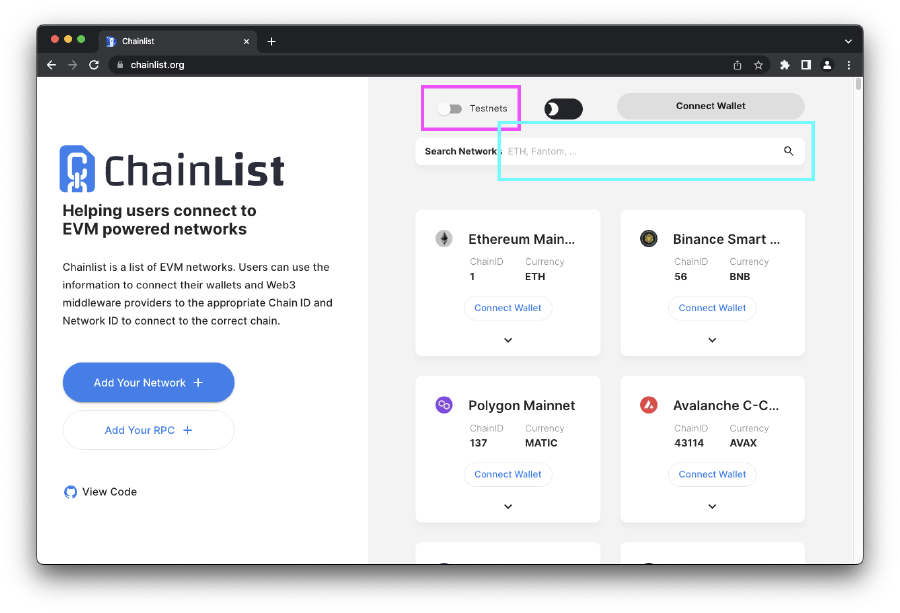 Chainlist
chainlist.org
Testnets
Connect Wallet
Search Networks
ETH, Fantom, ...
ChainList
Helping users connect to
EVM powered networks
Chainlist is a list of EVM networks. Users can use the
information to connect their wallets and Web3
middleware providers to the appropriate Chain ID and
Network ID to connect to the correct chain.
Add Your Network +
Add Your RPC +
View Code
Ethereum Main...
ChainID Currency
1 ETH
Connect Wallet
Binance Smart ...
ChainID Currency
56 BNB
Connect Wallet
Polygon Mainnet
ChainID Currency
137 MATIC
Connect Wallet
Avalanche C-C...
ChainID Currency
43114 AVAX
Connect Wallet